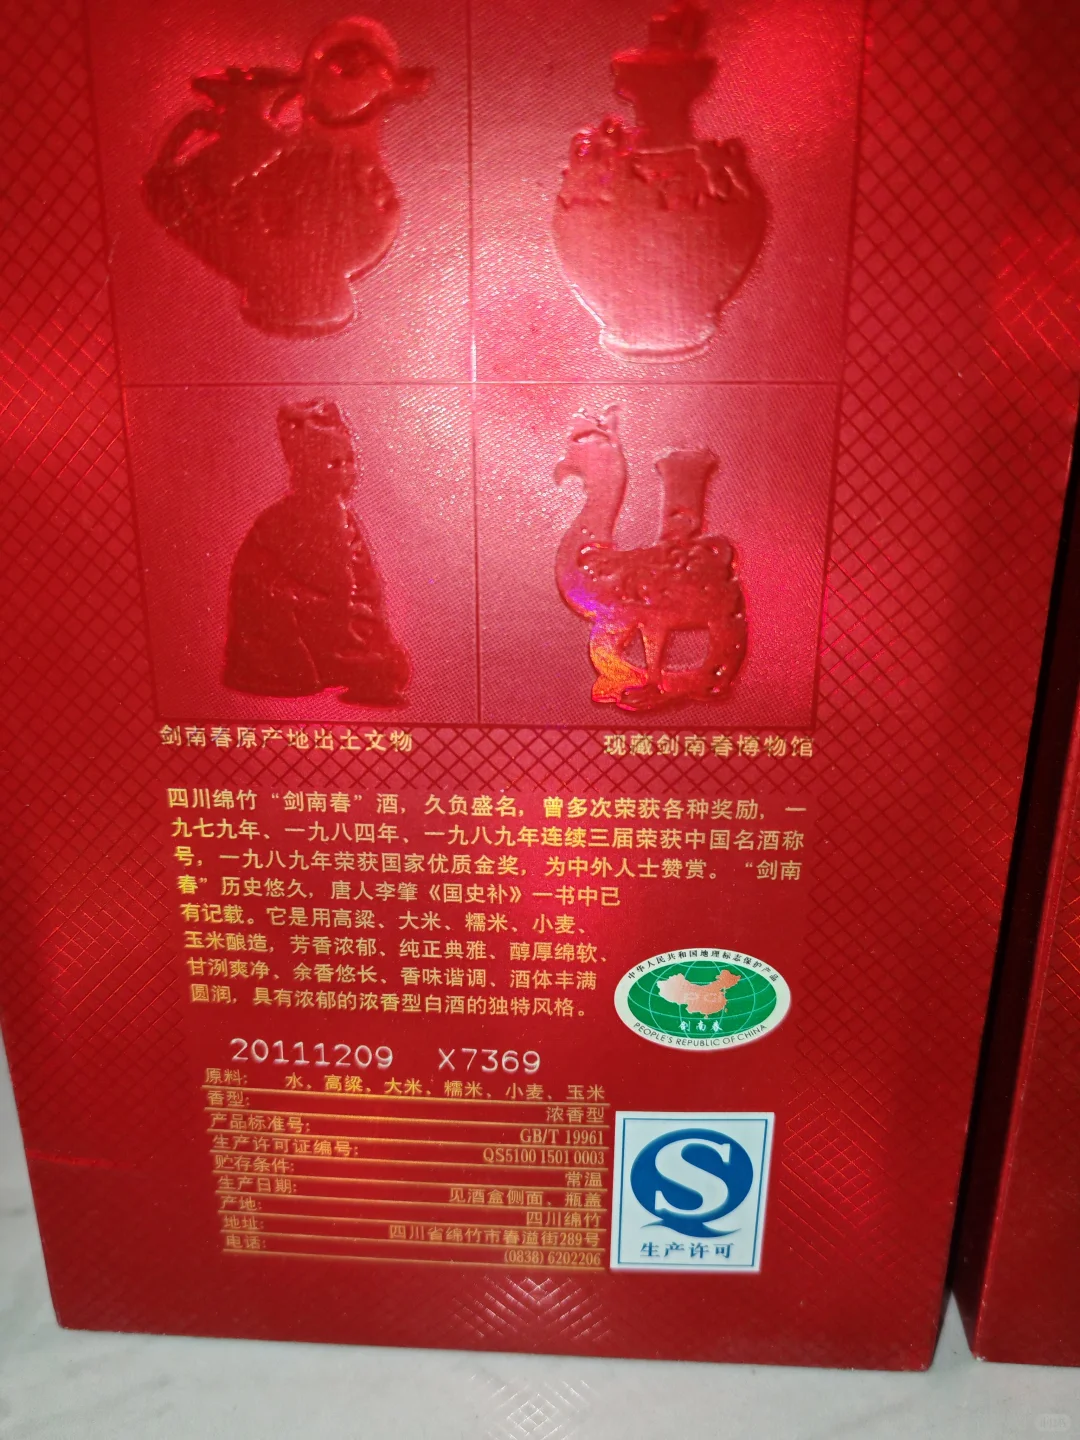 剑南春原产地出土文物
现藏剑南春博物馆
四川绵竹“剑南春”酒，久负盛名，曾多次荣获各种奖励，一
九七九年、一九八四年、一九八九年连续三届荣获中国名酒称
号，一九八九年荣获国家优质金奖，为中外人士赞赏。“剑南
春”历史悠久，唐人李肇《国史补》一书中已
有记载。它是用高粱、大米、糯米、小麦、
玉米酿造，芳香浓郁、纯正典雅、醇厚绵软、
甘洌爽净、余香悠长、香味谐调、酒体丰满
圆润，具有浓郁的浓香型白酒的独特风格。
中华人民共和国地理标志保护产品
剑南春
PEOPLE'S REPUBLIC OF CHINA
20111209 X7369
原料: 水、高粱、大米、糯米、小麦、玉米
香型: 浓香型
产品标准号: GB/T 19961
生产许可证编号: QS5100 1501 0003
贮存条件: 常温
生产日期: 见酒盒侧面、瓶盖
产地: 四川绵竹
地址: 四川省绵竹市春溢街289号
电话: (0838) 6202206
生产许可